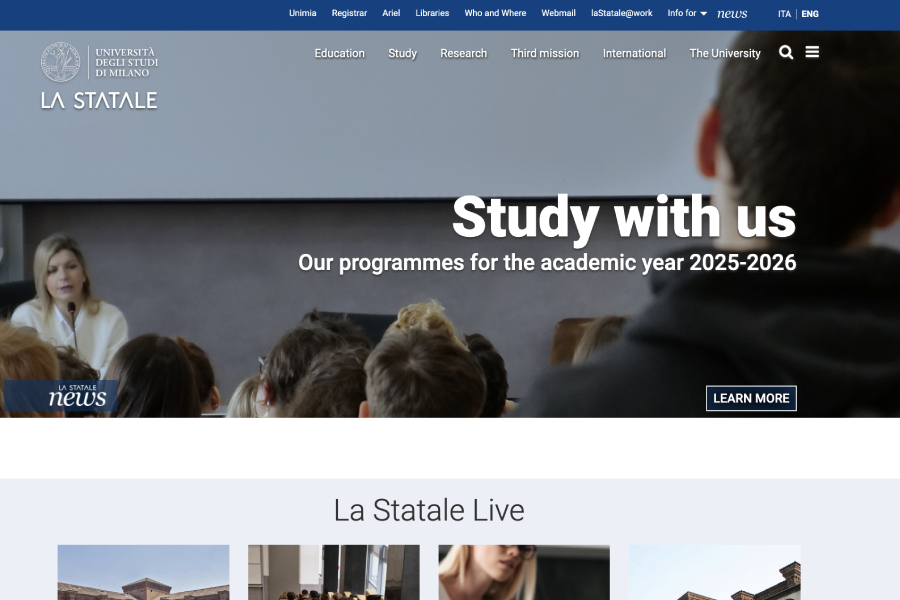 Unimia Registrar Ariel Libraries Who and Where Webmail laStatale@work Info for news ITA ENG
UNIVERSITÀ
DEGLI STUDI
DI MILANO
LA STATALE
Education Study Research Third mission International The University
Study with us
Our programmes for the academic year 2025-2026
LA STATALE
news
LEARN MORE
La Statale Live